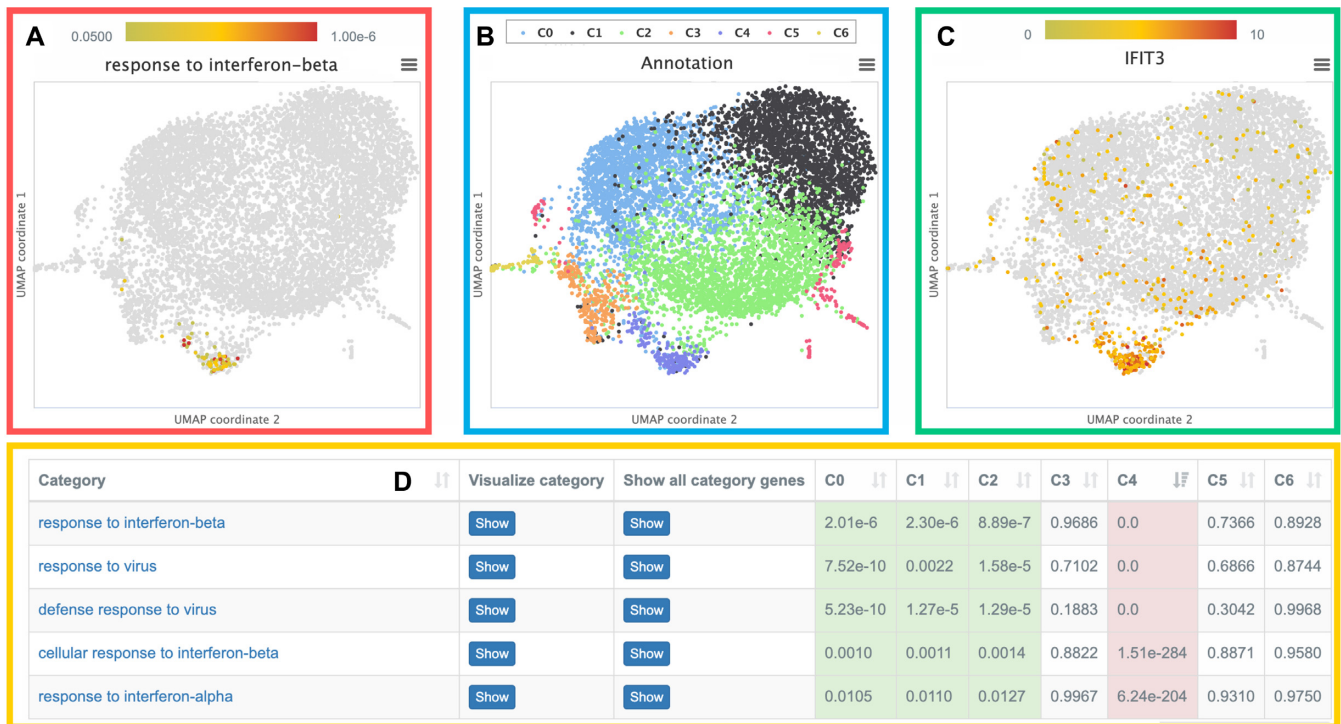 A
0.0500 1.00e-6
response to interferon-beta
UMAP coordinate 1
UMAP coordinate 2
B
C0 C1 C2 C3 C4 C5 C6
Annotation
UMAP coordinate 1
UMAP coordinate 2
C
0 10
IFIT3
UMAP coordinate 1
UMAP coordinate 2
Category D Visualize category Show all category genes C0 C1 C2 C3 C4 C5 C6
response to interferon-beta Show Show 2.01e-6 2.30e-6 8.89e-7 0.9686 0.0 0.7366 0.8928
response to virus Show Show 7.52e-10 0.0022 1.58e-5 0.7102 0.0 0.6866 0.8744
defense response to virus Show Show 5.23e-10 1.27e-5 1.29e-5 0.1883 0.0 0.3042 0.9968
cellular response to interferon-beta Show Show 0.0010 0.0011 0.0014 0.8822 1.51e-284 0.8871 0.9580
response to interferon-alpha Show Show 0.0105 0.0110 0.0127 0.9967 6.24e-204 0.9310 0.9750